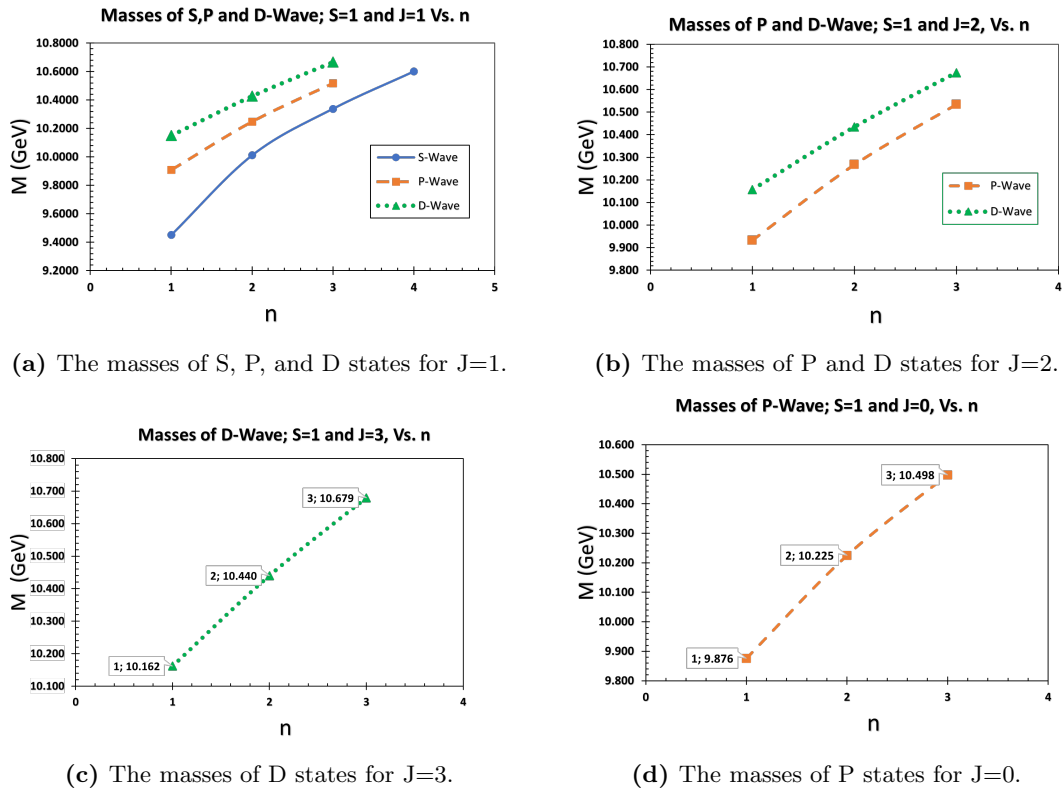 Masses of S,P and D-Wave; S=1 and J=1 Vs. n
M (GeV)
10.8000
10.6000
10.4000
10.2000
10.0000
9.8000
9.6000
9.4000
9.2000
S-Wave
P-Wave
D-Wave
0 1 2 3 4 5
n
(a) The masses of S, P, and D states for J=1.
Masses of P and D-Wave; S=1 and J=2, Vs. n
M (GeV)
10.800
10.700
10.600
10.500
10.400
10.300
10.200
10.100
10.000
9.900
9.800
P-Wave
D-Wave
0 1 2 3 4
n
(b) The masses of P and D states for J=2.
Masses of D-Wave; S=1 and J=3, Vs. n
M (GeV)
10.800
10.700
10.600
10.500
10.400
10.300
10.200
10.100
3; 10.679
2; 10.440
1; 10.162
0 1 2 3 4
n
(c) The masses of D states for J=3.
Masses of P-Wave; S=1 and J=0, Vs. n
M (GeV)
10.600
10.500
10.400
10.300
10.200
10.100
10.000
9.900
9.800
3; 10.498
2; 10.225
1; 9.876
0 1 2 3 4
n
(d) The masses of P states for J=0.